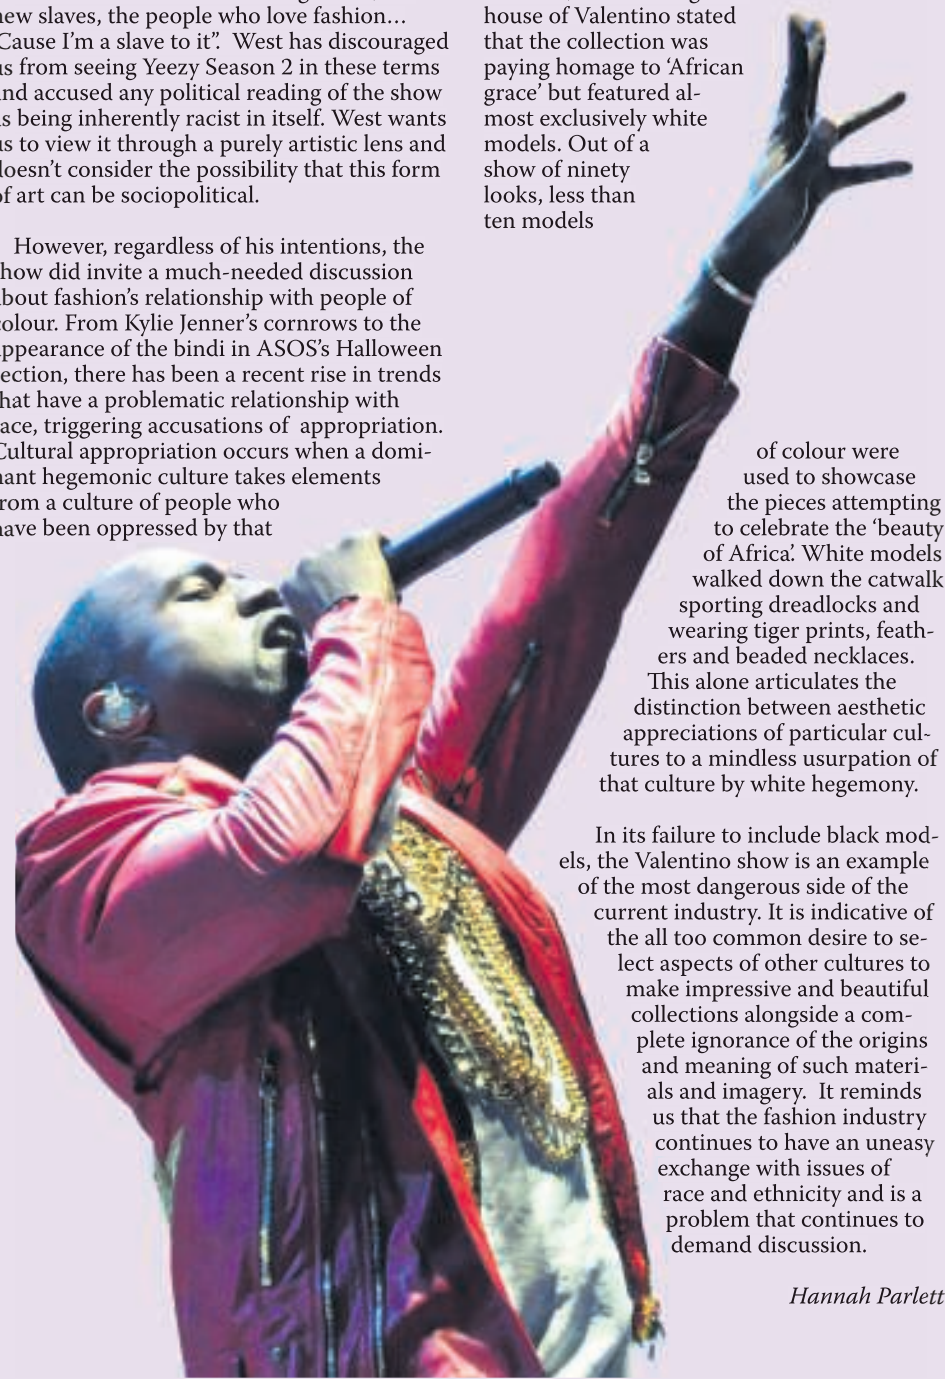 new slaves, the people who love fashion…
Cause I’m a slave to it”. West has discouraged
us from seeing Yeezy Season 2 in these terms
nd accused any political reading of the show
s being inherently racist in itself. West wants
us to view it through a purely artistic lens and
doesn’t consider the possibility that this form
of art can be sociopolitical.
However, regardless of his intentions, the
how did invite a much-needed discussion
bout fashion’s relationship with people of
colour. From Kylie Jenner’s cornrows to the
ppearance of the bindi in ASOS’s Halloween
ection, there has been a recent rise in trends
hat have a problematic relationship with
ace, triggering accusations of appropriation.
Cultural appropriation occurs when a domi-
nant hegemonic culture takes elements
rom a culture of people who
have been oppressed by that
house of Valentino stated
that the collection was
paying homage to ‘African
grace’ but featured al-
most exclusively white
models. Out of a
show of ninety
looks, less than
ten models
of colour were
used to showcase
the pieces attempting
to celebrate the ‘beauty
of Africa’. White models
walked down the catwalk
sporting dreadlocks and
wearing tiger prints, feath-
ers and beaded necklaces.
This alone articulates the
distinction between aesthetic
appreciations of particular cul-
tures to a mindless usurpation of
that culture by white hegemony.
In its failure to include black mod-
els, the Valentino show is an example
of the most dangerous side of the
current industry. It is indicative of
the all too common desire to se-
lect aspects of other cultures to
make impressive and beautiful
collections alongside a com-
plete ignorance of the origins
and meaning of such materi-
als and imagery. It reminds
us that the fashion industry
continues to have an uneasy
exchange with issues of
race and ethnicity and is a
problem that continues to
demand discussion.
Hannah Parlett